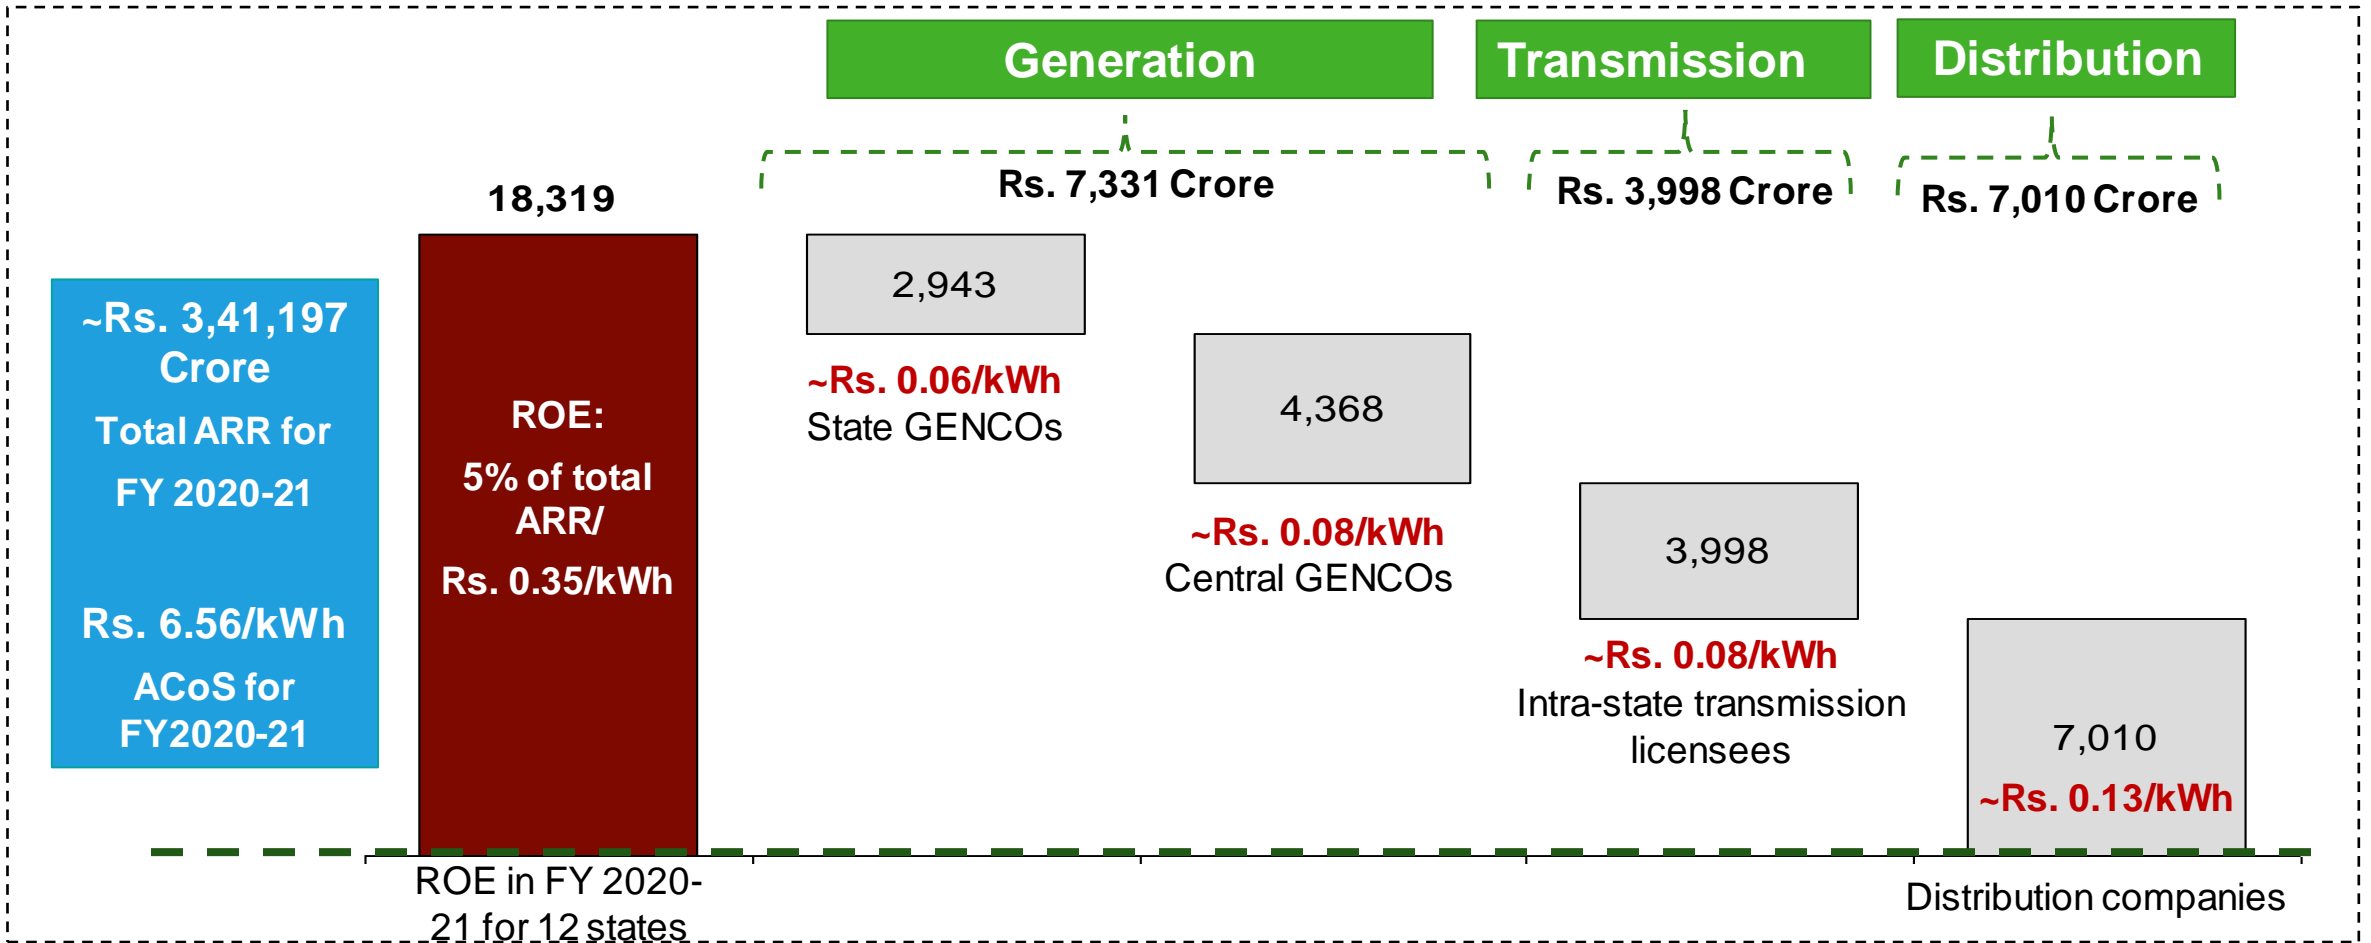 Generation
Transmission
Distribution
Rs. 7,331 Crore
Rs. 3,998 Crore
Rs. 7,010 Crore
18,319
~Rs. 3,41,197
Crore
Total ARR for
FY 2020-21
Rs. 6.56/kWh
ACoS for
FY2020-21
ROE:
5% of total
ARR/
Rs. 0.35/kWh
2,943
~Rs. 0.06/kWh
State GENCOs
4,368
~Rs. 0.08/kWh
Central GENCOs
3,998
~Rs. 0.08/kWh
Intra-state transmission
licensees
7,010
~Rs. 0.13/kWh
ROE in FY 2020-
21 for 12 states
Distribution companies